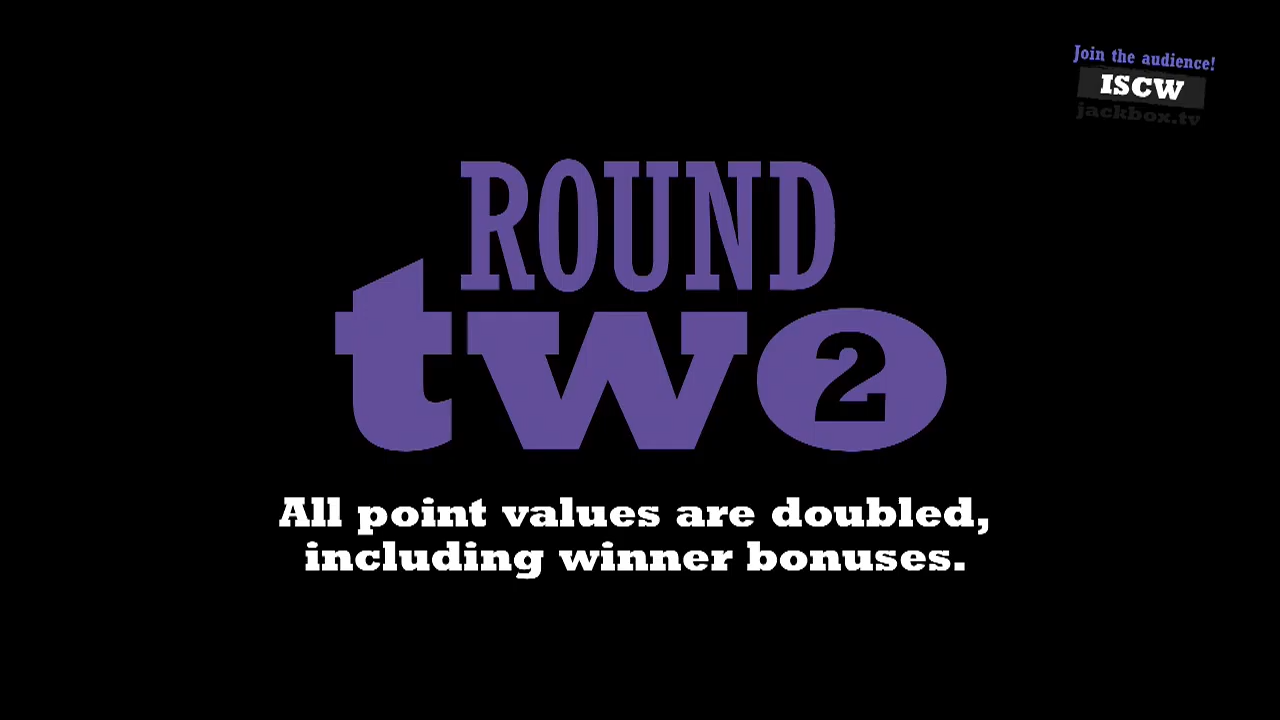 Join the audience!
ISCW
jackbox.tv
ROUND
two
2
All point values are doubled,
including winner bonuses.